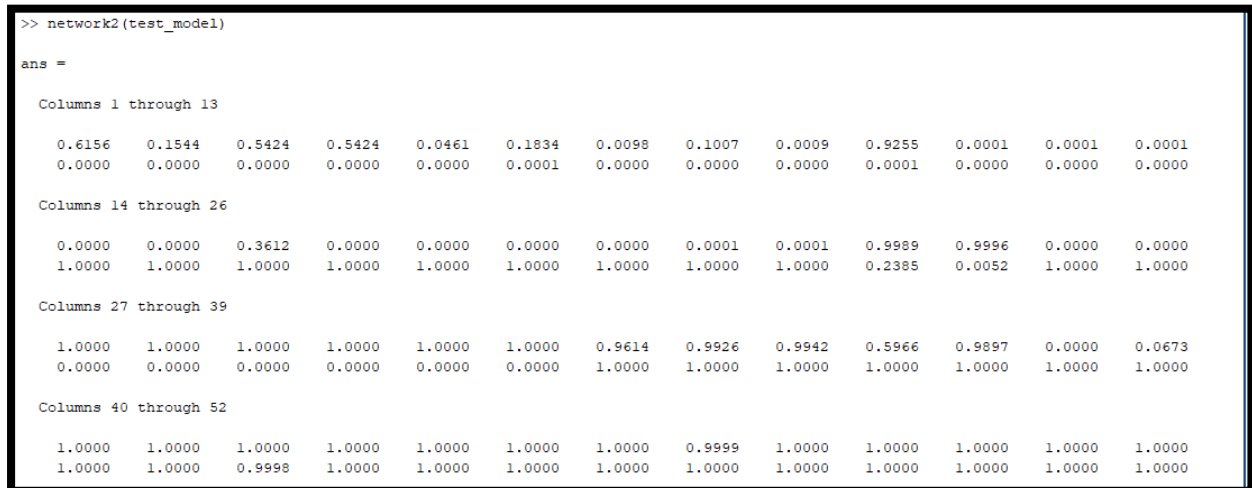 >> network2(test_model)
ans =
Columns 1 through 13
0.6156 0.1544 0.5424 0.5424 0.0461 0.1834 0.0098 0.1007 0.0009 0.9255 0.0001 0.0001 0.0001
0.0000 0.0000 0.0000 0.0000 0.0000 0.0001 0.0000 0.0000 0.0000 0.0001 0.0000 0.0000 0.0000
Columns 14 through 26
0.0000 0.0000 0.3612 0.0000 0.0000 0.0000 0.0000 0.0001 0.0001 0.9989 0.9996 0.0000 0.0000
1.0000 1.0000 1.0000 1.0000 1.0000 1.0000 1.0000 1.0000 1.0000 0.2385 0.0052 1.0000 1.0000
Columns 27 through 39
1.0000 1.0000 1.0000 1.0000 1.0000 1.0000 0.9614 0.9926 0.9942 0.5966 0.9897 0.0000 0.0673
0.0000 0.0000 0.0000 0.0000 0.0000 0.0000 1.0000 1.0000 1.0000 1.0000 1.0000 1.0000 1.0000
Columns 40 through 52
1.0000 1.0000 1.0000 1.0000 1.0000 1.0000 1.0000 0.9999 1.0000 1.0000 1.0000 1.0000 1.0000
1.0000 1.0000 0.9998 1.0000 1.0000 1.0000 1.0000 1.0000 1.0000 1.0000 1.0000 1.0000 1.0000